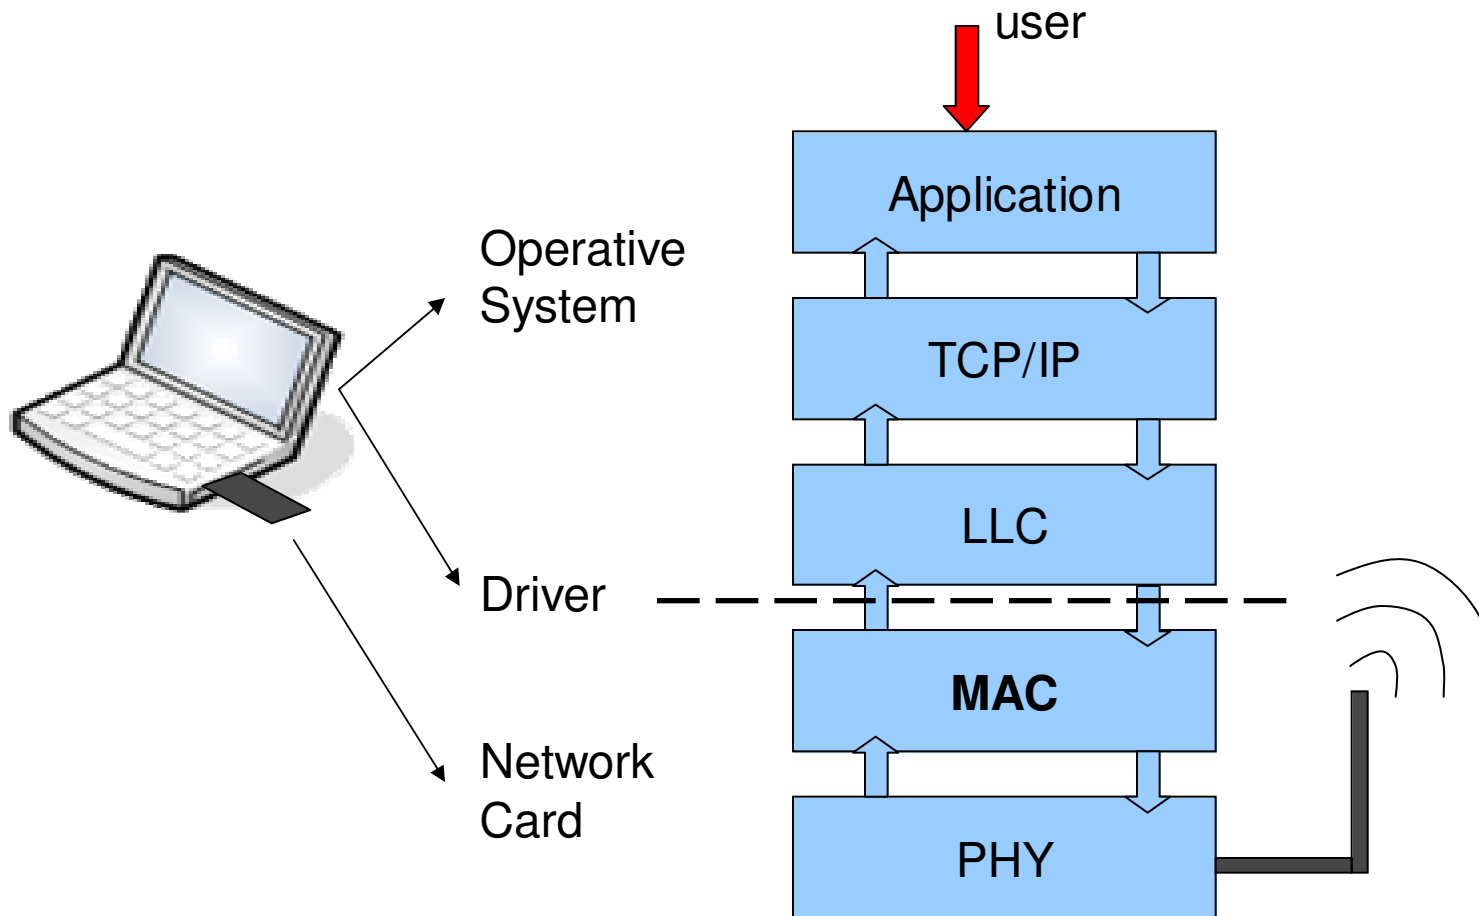 user
Application
Operative
System
TCP/IP
LLC
Driver
MAC
Network
Card
PHY